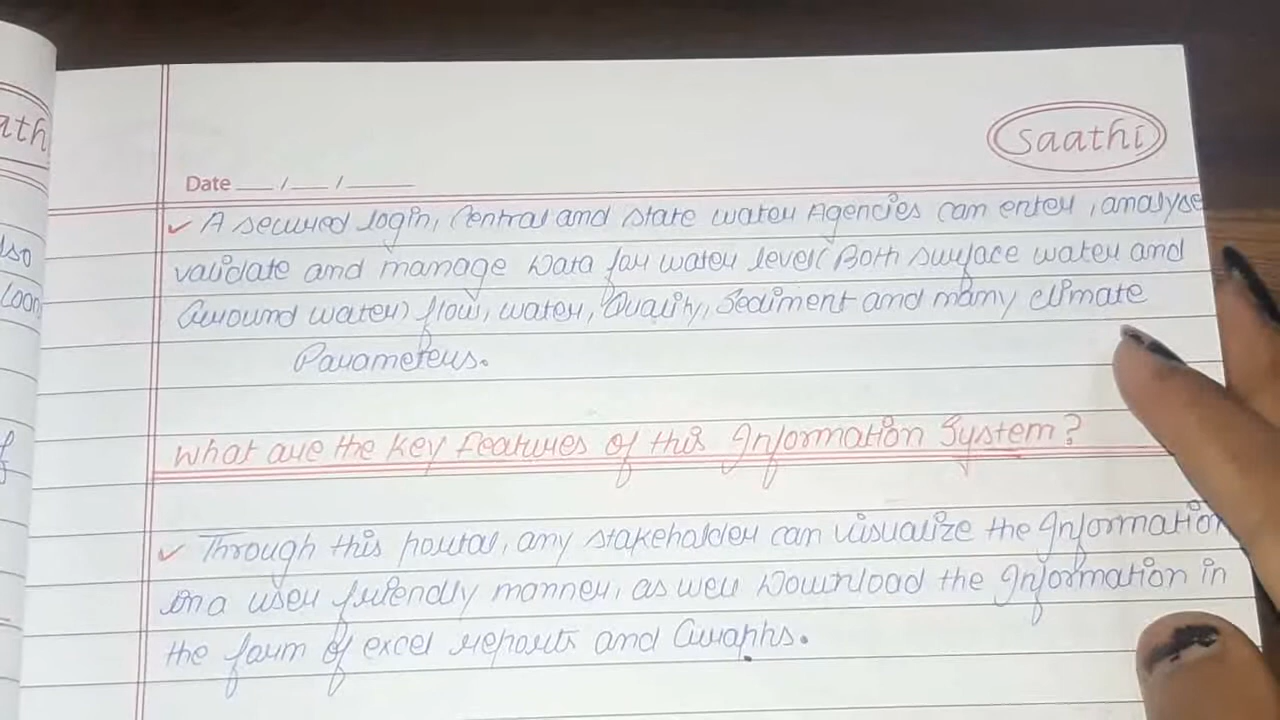 ath
Saathi
Date / /
✓ A secured login, Central and State water Agencies can enter, analyse
validate and manage Data for water level (Both surface water and
Ground water) flow, water, Quality, Sediment and many climate
Parameters.
What are the key features of this Information System?
✓ Through this portal, any stakeholder can visualize the Information
in a user friendly manner, as well Download the Information in
the form of excel reports and Graphs.